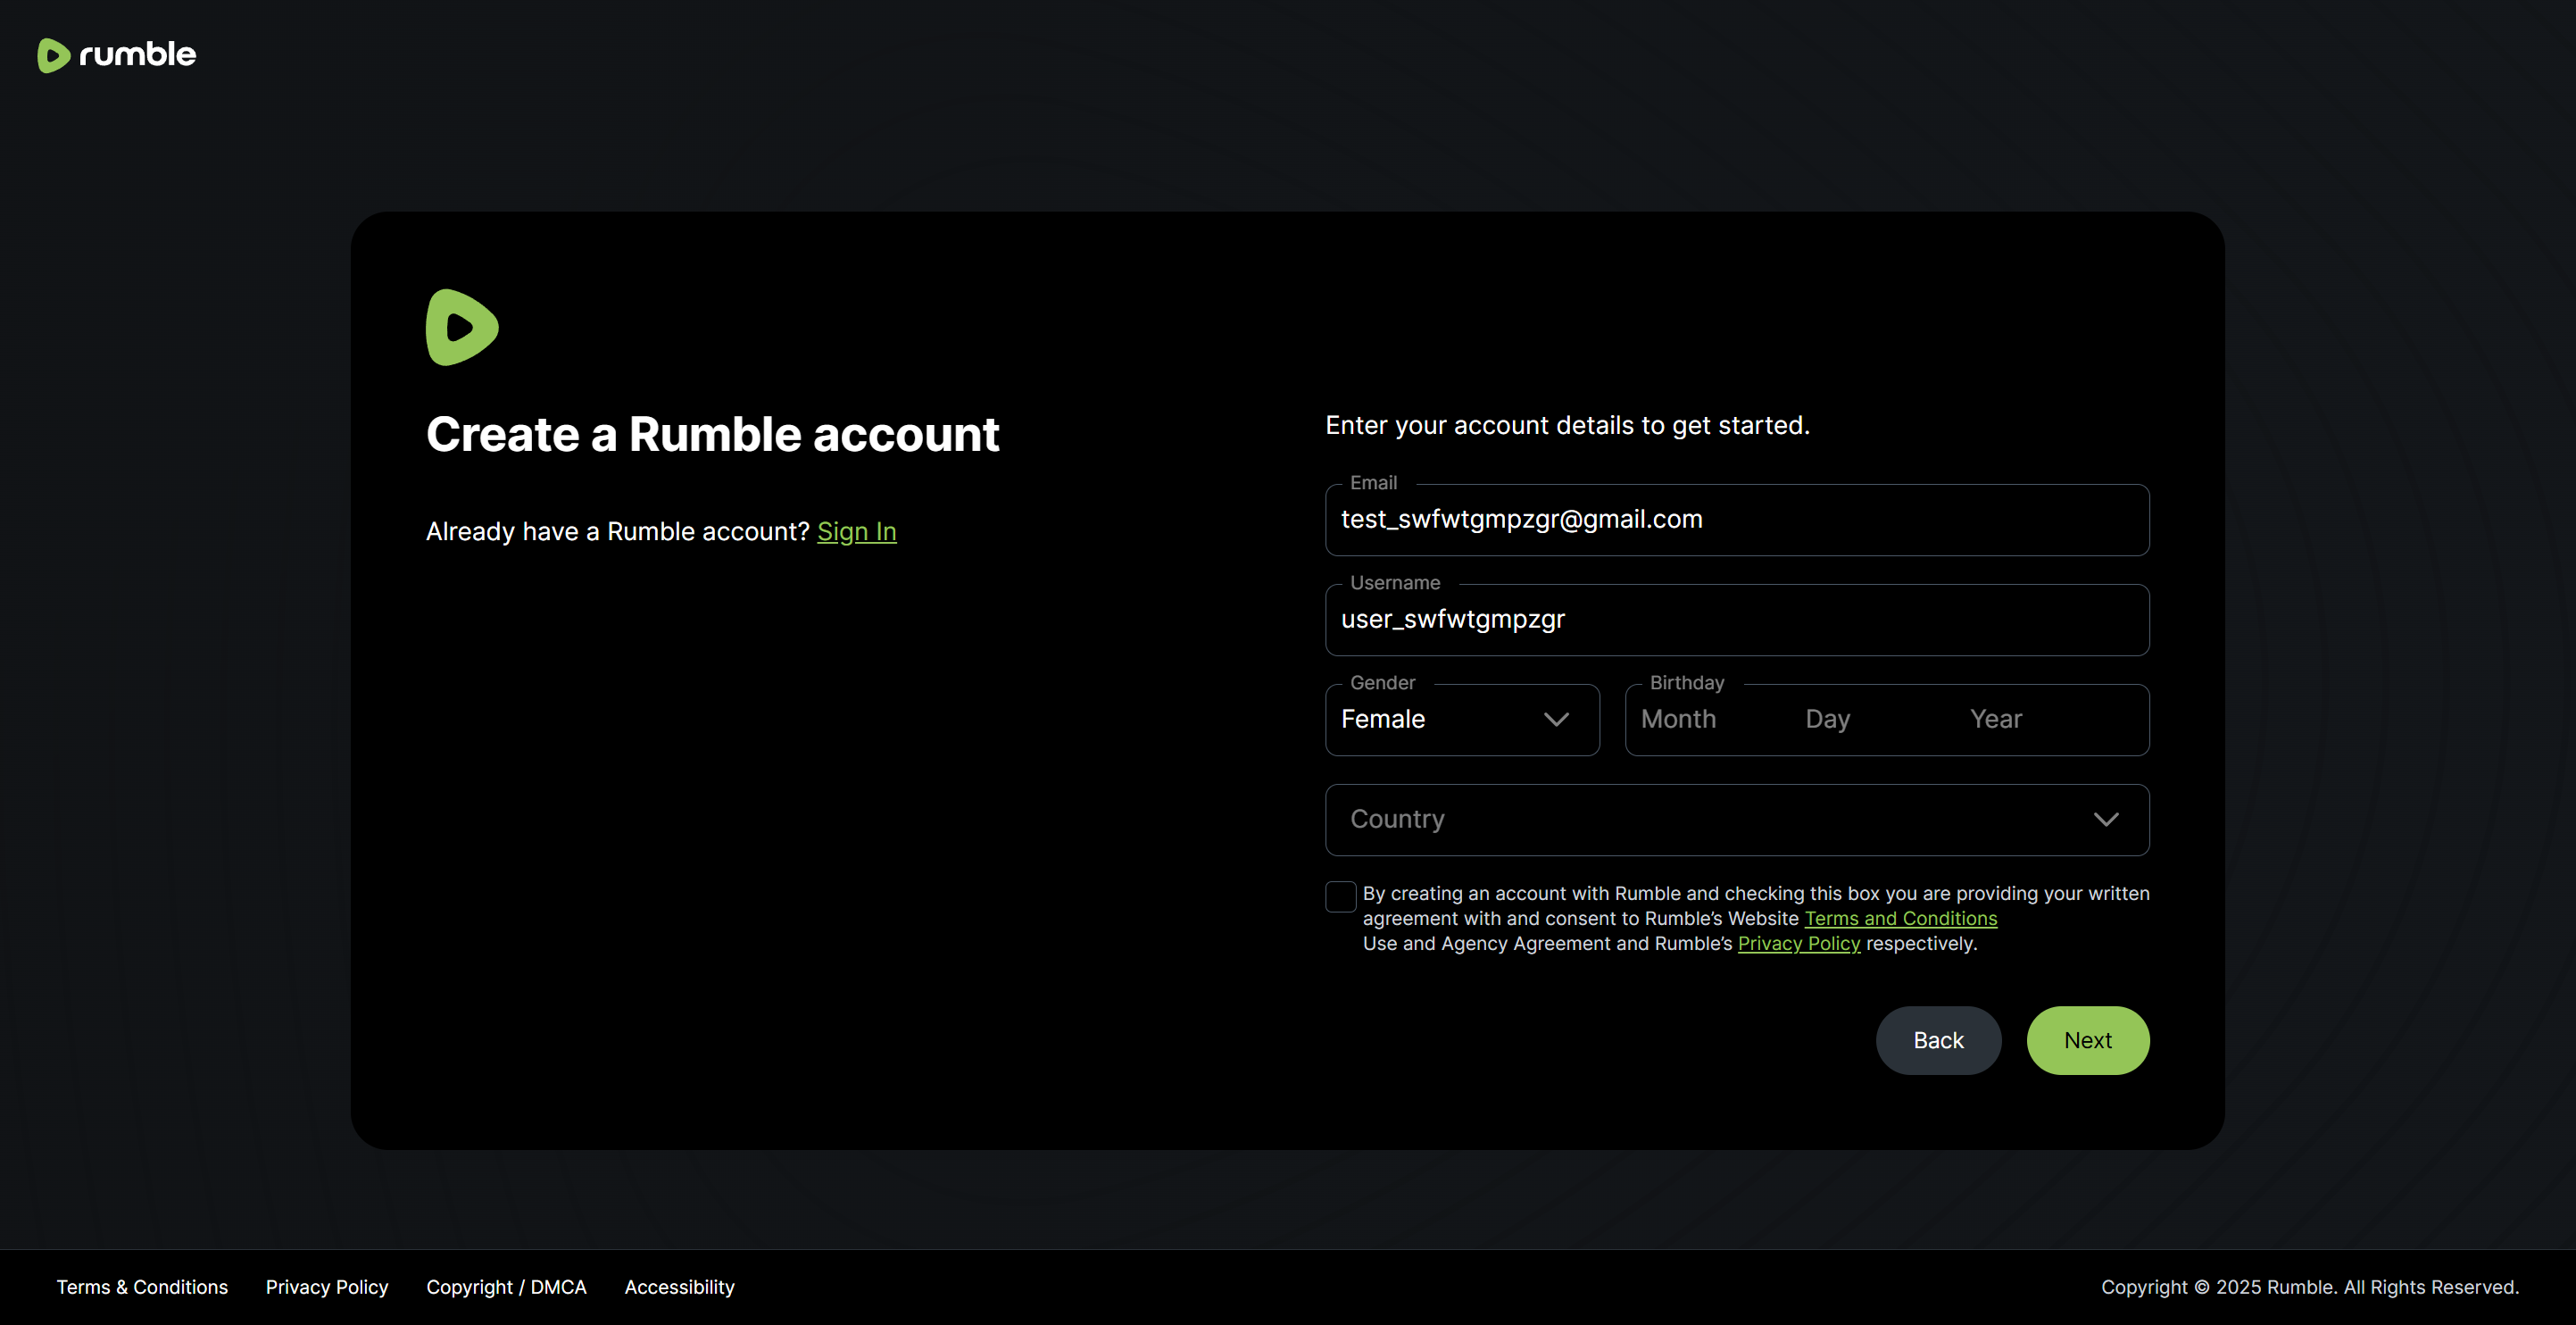 rumble
Create a Rumble account
Already have a Rumble account? Sign In
Enter your account details to get started.
Email
test_swfwtgmpzgr@gmail.com
Username
user_swfwtgmpzgr
Gender
Female
Birthday
Month Day Year
Country
By creating an account with Rumble and checking this box you are providing your written
agreement with and consent to Rumble’s Website Terms and Conditions
Use and Agency Agreement and Rumble’s Privacy Policy respectively.
Back
Next
Terms & Conditions Privacy Policy Copyright / DMCA Accessibility
Copyright © 2025 Rumble. All Rights Reserved.